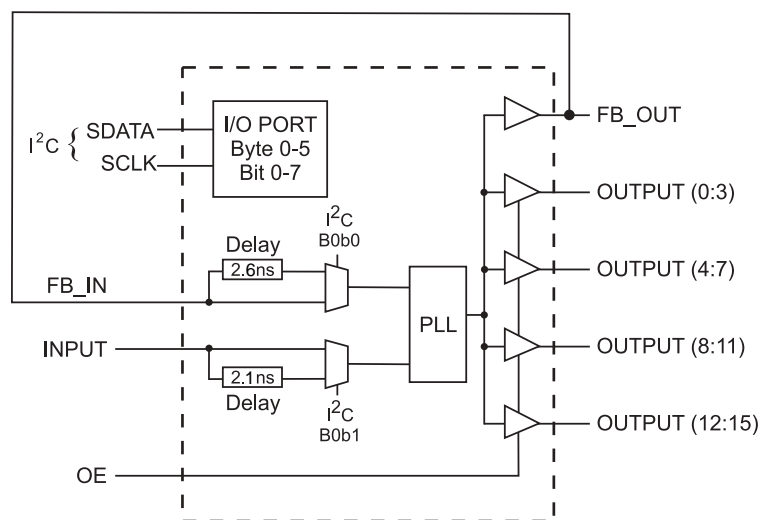 FB_OUT
I²C { SDATA
SCLK
I/O PORT
Byte 0-5
Bit 0-7
OUTPUT (0:3)
I²C
B0b0
Delay
2.6ns
FB_IN
OUTPUT (4:7)
PLL
INPUT
OUTPUT (8:11)
2.1ns
Delay
I²C
B0b1
OUTPUT (12:15)
OE